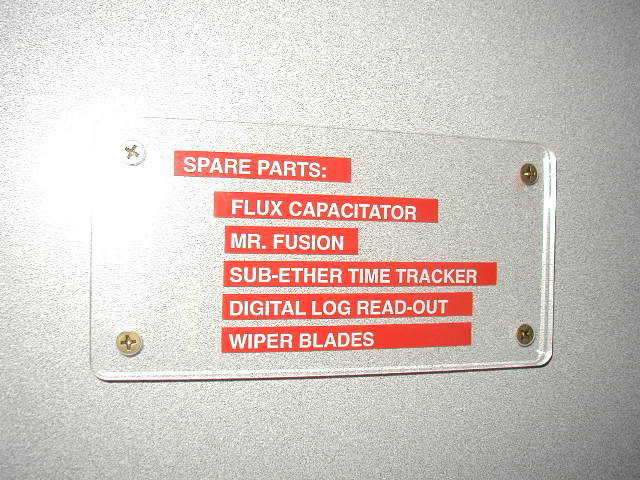 SPARE PARTS:
FLUX CAPACITATOR
MR. FUSION
SUB-ETHER TIME TRACKER
DIGITAL LOG READ-OUT
WIPER BLADES